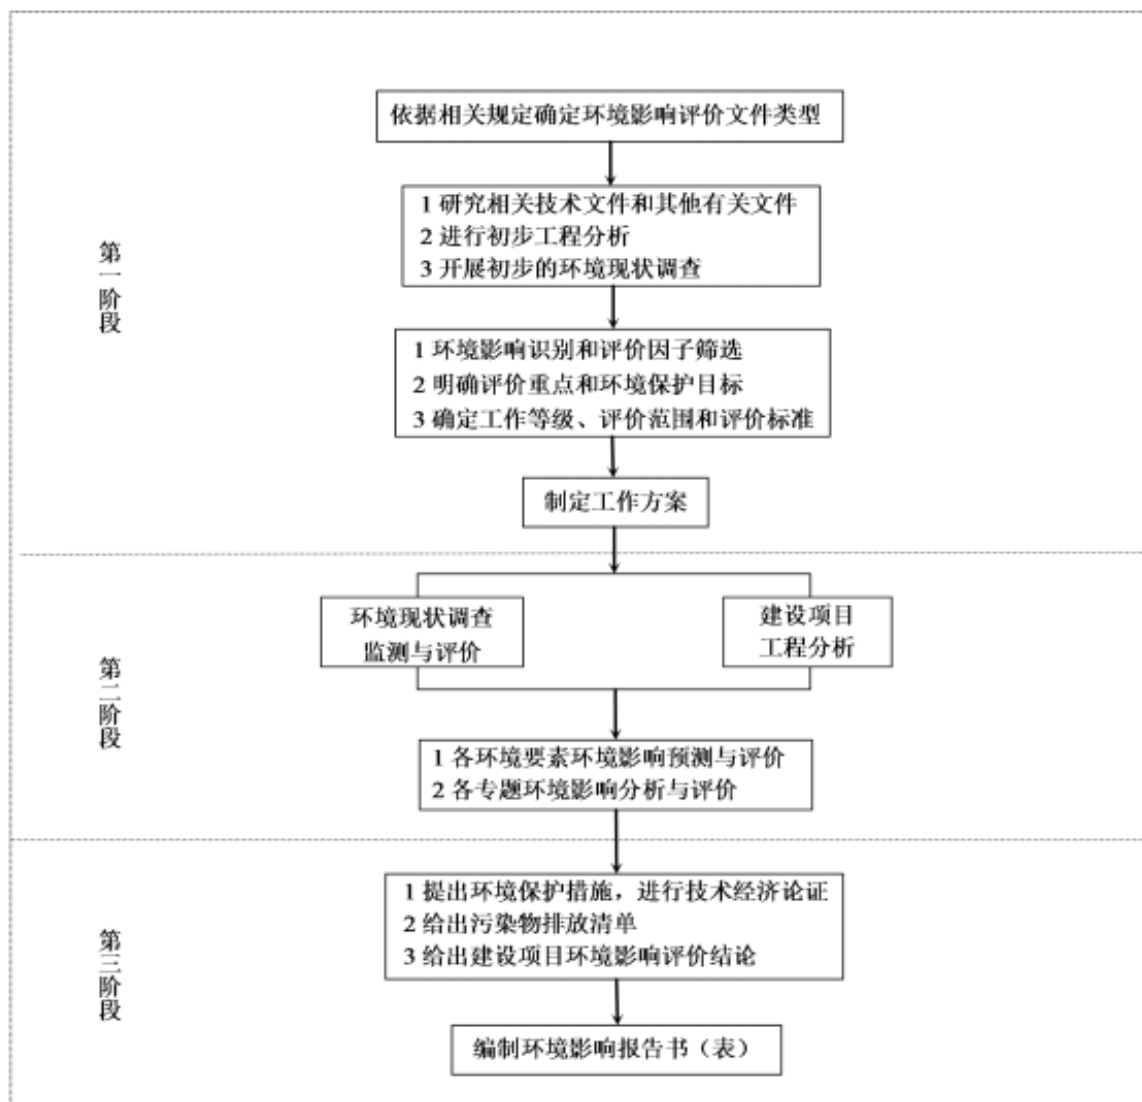 依据相关规定确定环境影响评价文件类型
1 研究相关技术文件和其他有关文件
2 进行初步工程分析
3 开展初步的环境现状调查
第一阶段
1 环境影响识别和评价因子筛选
2 明确评价重点和环境保护目标
3 确定工作等级、评价范围和评价标准
制定工作方案
环境现状调查
监测与评价
建设项目
工程分析
第二阶段
1 各环境要素环境影响预测与评价
2 各专题环境影响分析与评价
1 提出环境保护措施，进行技术经济论证
2 给出污染物排放清单
3 给出建设项目环境影响评价结论
第三阶段
编制环境影响报告书（表）